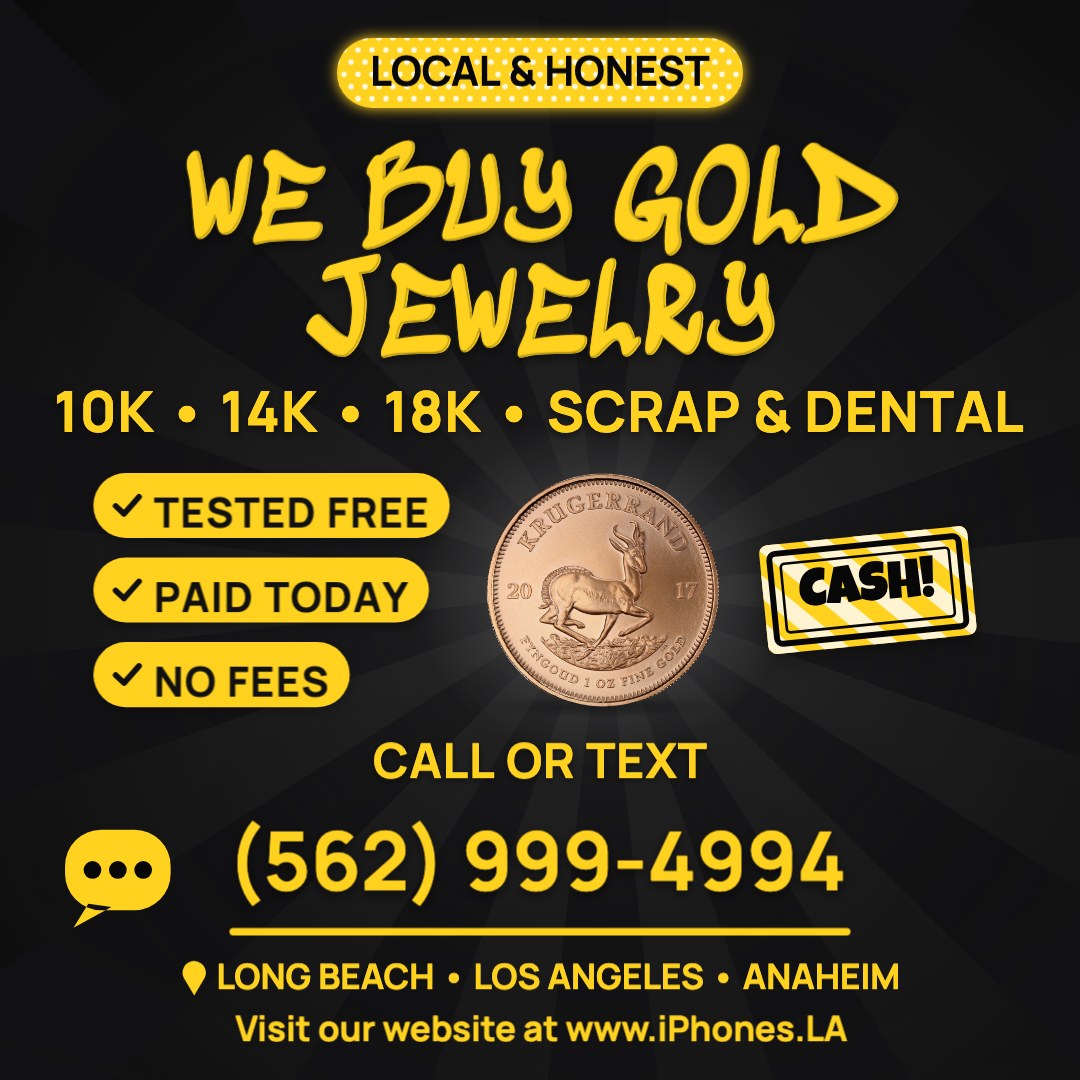 LOCAL & HONEST
WE BUY GOLD
JEWELRY
10K • 14K • 18K • SCRAP & DENTAL
✓ TESTED FREE
✓ PAID TODAY
✓ NO FEES
KRUGERRAND
20 17
FYNGOUD 1 OZ FINE GOLD
CASH!
CALL OR TEXT
(562) 999-4994
LONG BEACH • LOS ANGELES • ANAHEIM
Visit our website at www.iPhones.LA